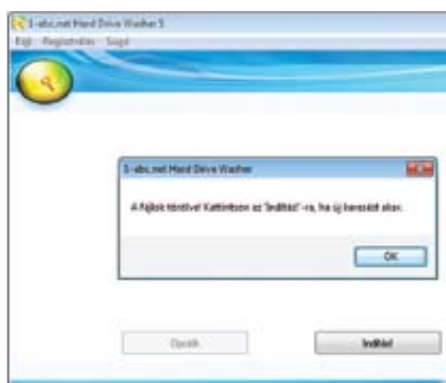 1-abc.net Hard Drive Washer 5
Fájl Regisztrálás Súgó
1-abc.net Hard Drive Washer
A fájlok törölve! Kattintson az "Indítás"-ra, ha új keresést akar.
OK
Opciók
Indítás!